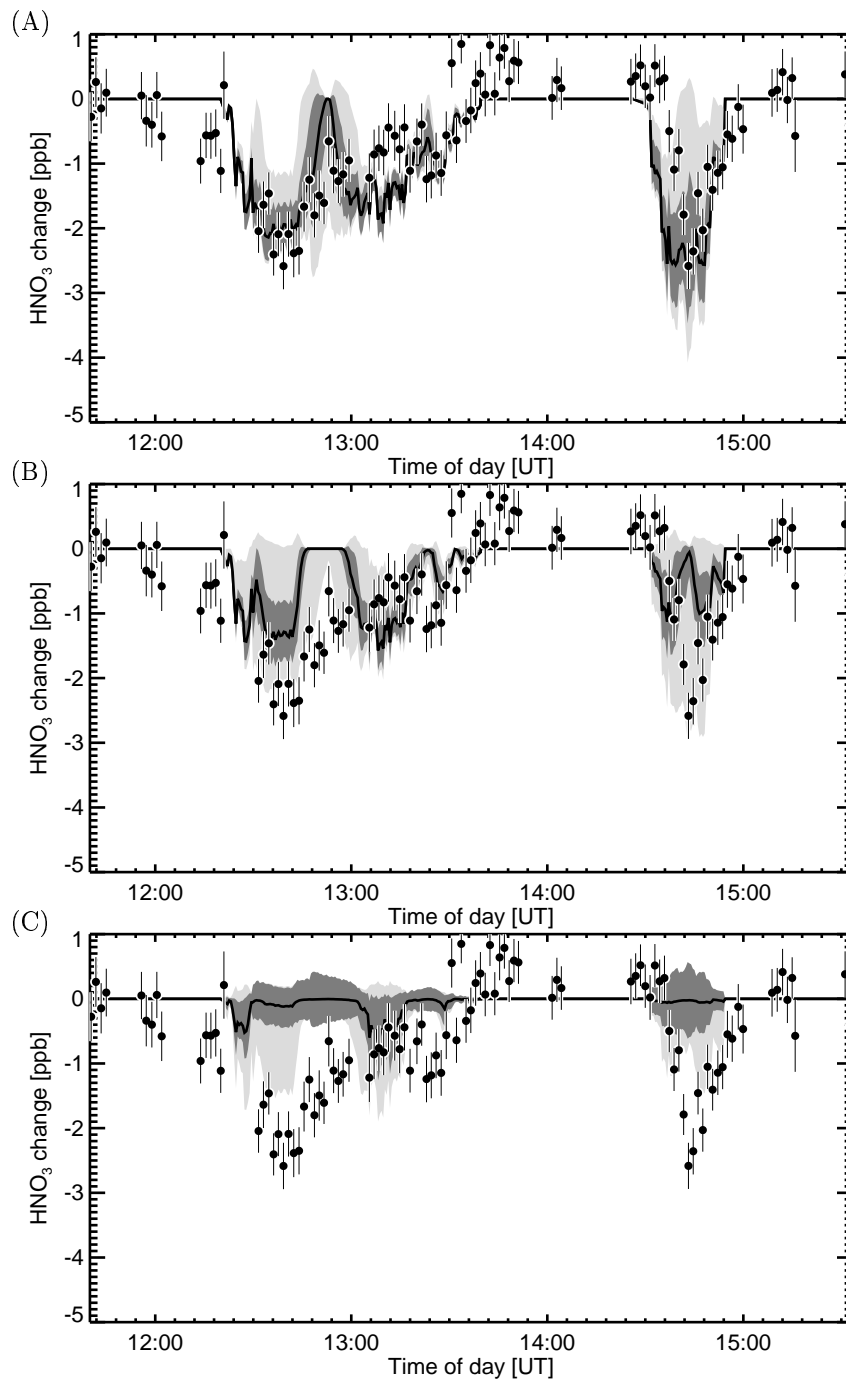 (A)
1
0
-1
-2
-3
-4
-5
HNO3 change [ppb]
12:00 13:00 14:00 15:00
Time of day [UT]
(B)
1
0
-1
-2
-3
-4
-5
HNO3 change [ppb]
12:00 13:00 14:00 15:00
Time of day [UT]
(C)
1
0
-1
-2
-3
-4
-5
HNO3 change [ppb]
12:00 13:00 14:00 15:00
Time of day [UT]